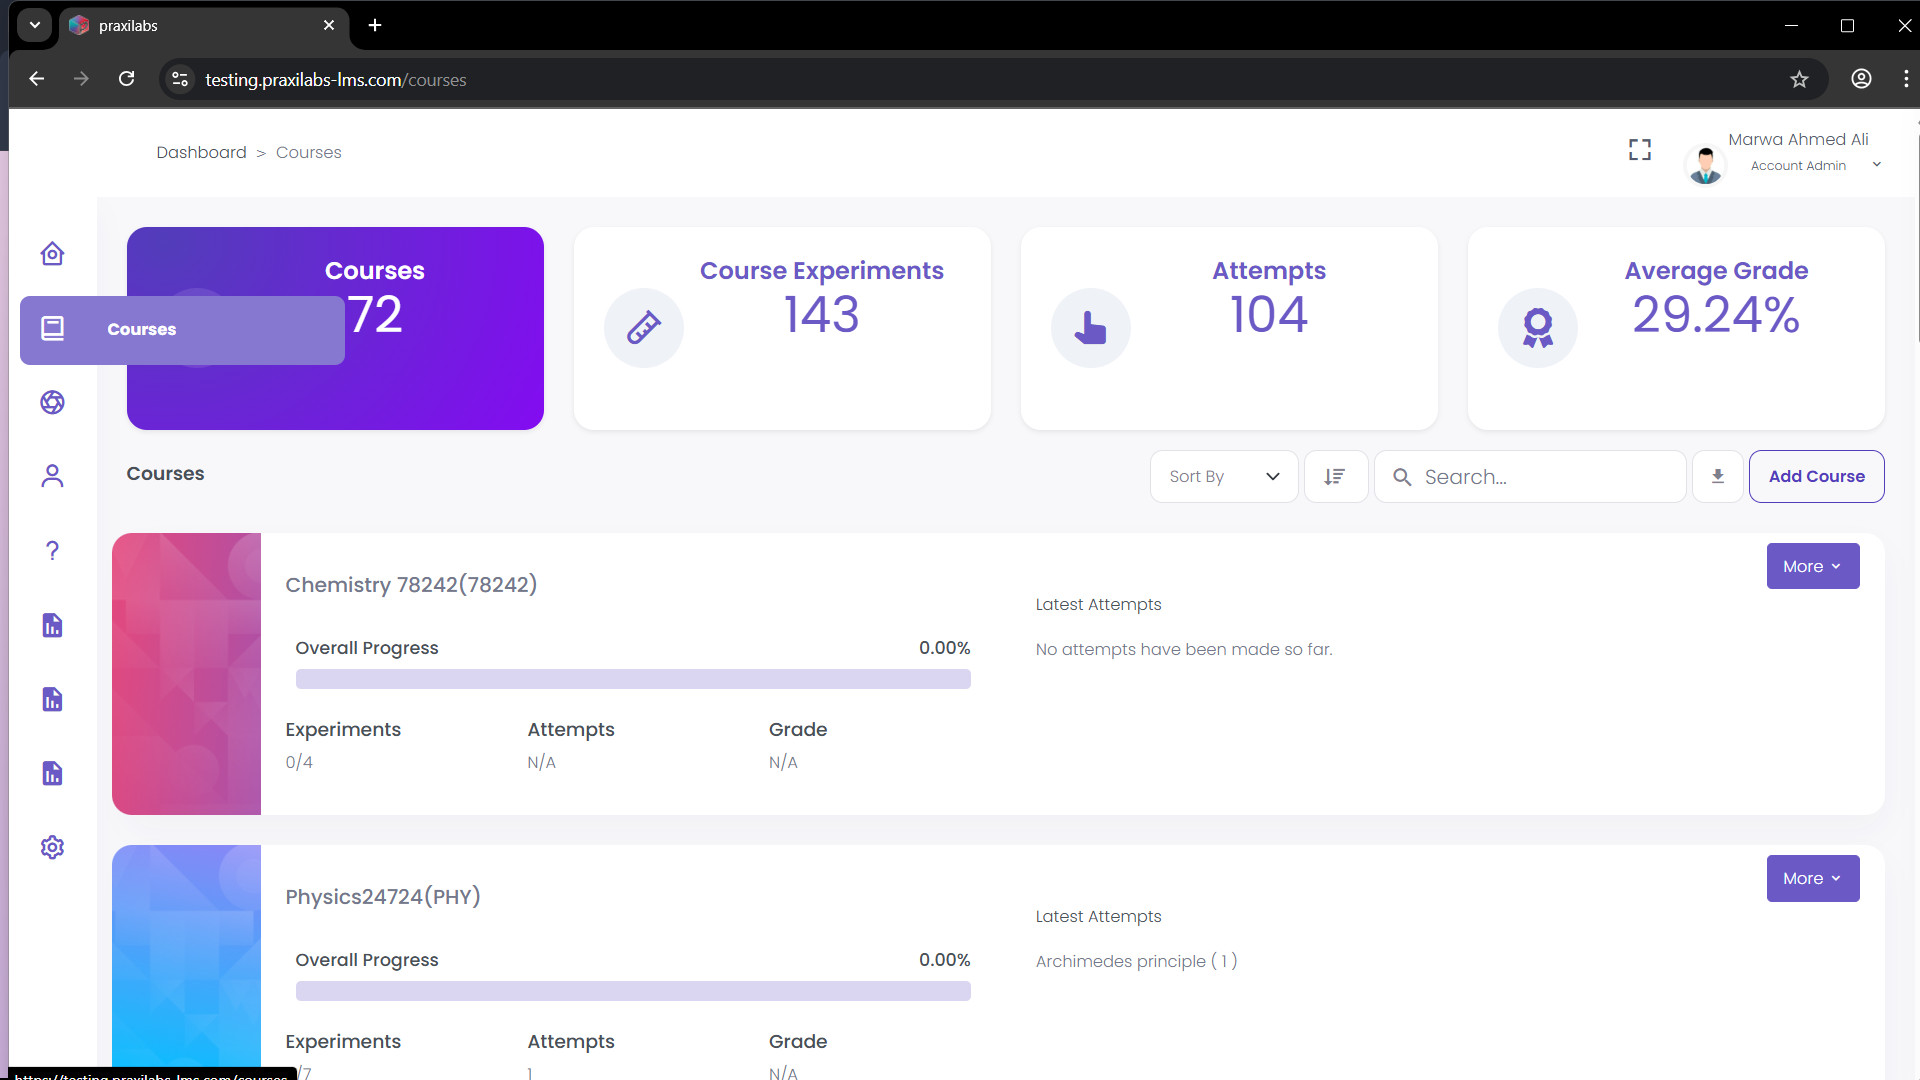 praxilabs
testing.praxilabs-lms.com/courses
Dashboard > Courses
Marwa Ahmed Ali
Account Admin
Courses
72
Course Experiments
143
Attempts
104
Average Grade
29.24%
Courses
Courses
Sort By
Search...
Add Course
Chemistry 78242(78242)
More
Latest Attempts
Overall Progress 0.00%
No attempts have been made so far.
Experiments Attempts Grade
0/4 N/A N/A
Physics24724(PHY)
More
Latest Attempts
Overall Progress 0.00%
Archimedes principle ( 1 )
Experiments Attempts Grade
/7 1 N/A
https://testing.praxilabs-lms.com/courses